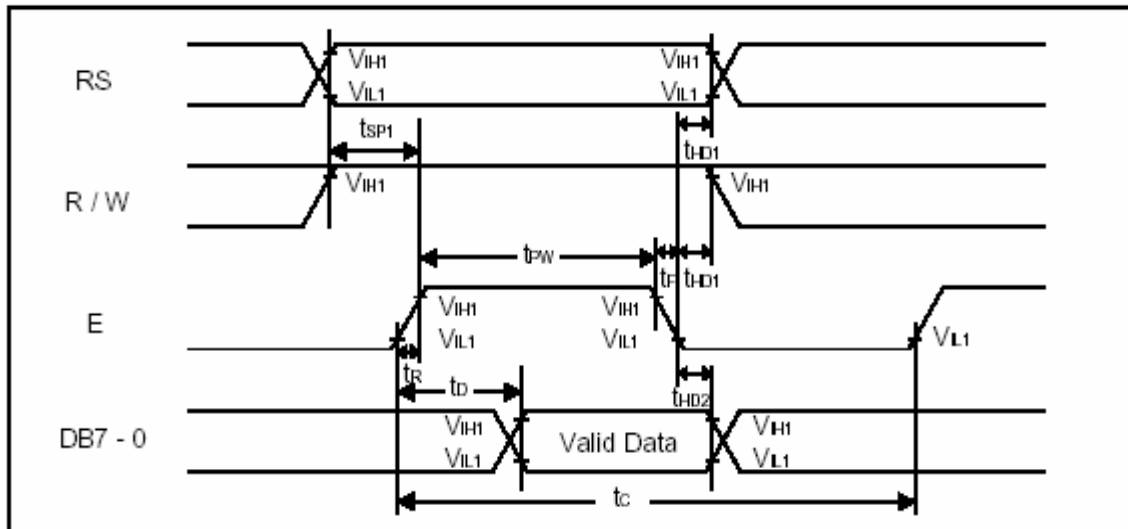 RS
VIH1 VIH1
VIL1 VIL1
tSP1
tHD1
R / W
VIH1 VIH1
tPW
tF tHD1
E
VIH1 VIH1
VIL1 VIL1 VIL1
tR
tD
tHD2
DB7 - 0
VIH1 VIH1
Valid Data
VIL1 VIL1
tC